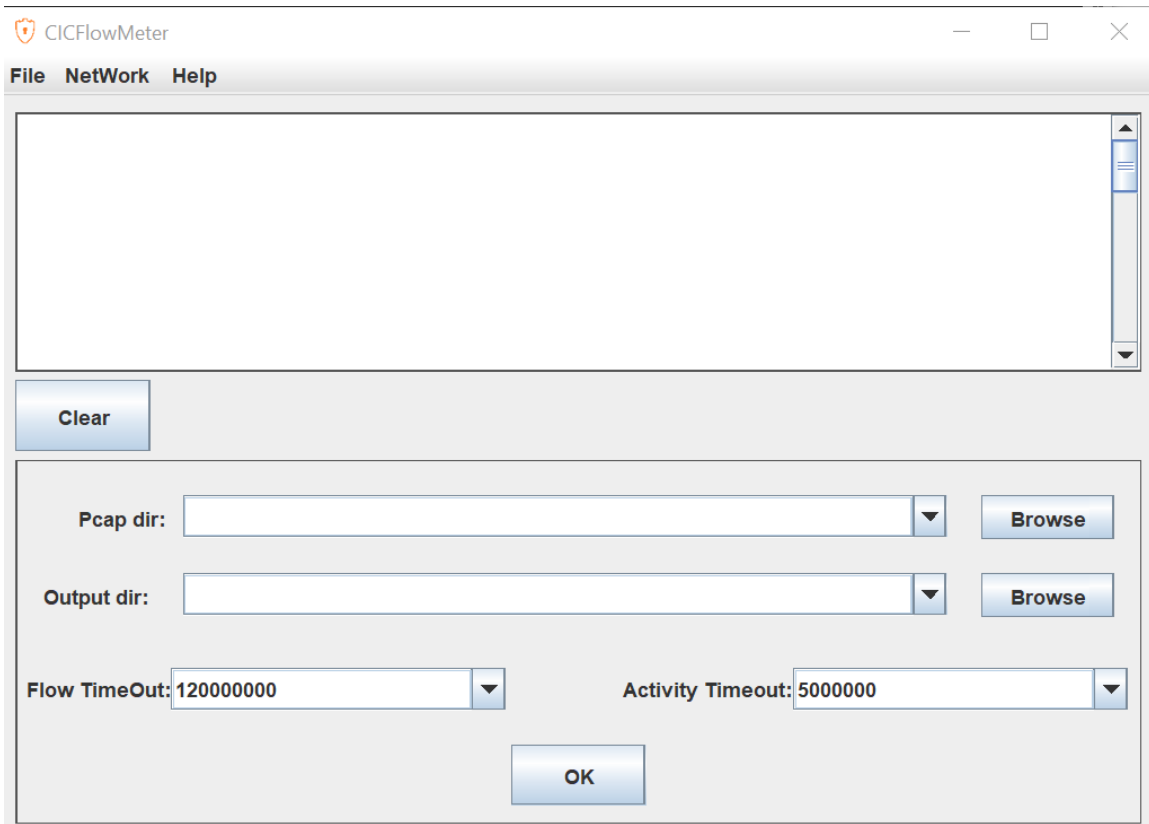 CICFlowMeter
File NetWork Help
Clear
Pcap dir: Browse
Output dir: Browse
Flow TimeOut: 120000000 Activity Timeout: 5000000
OK